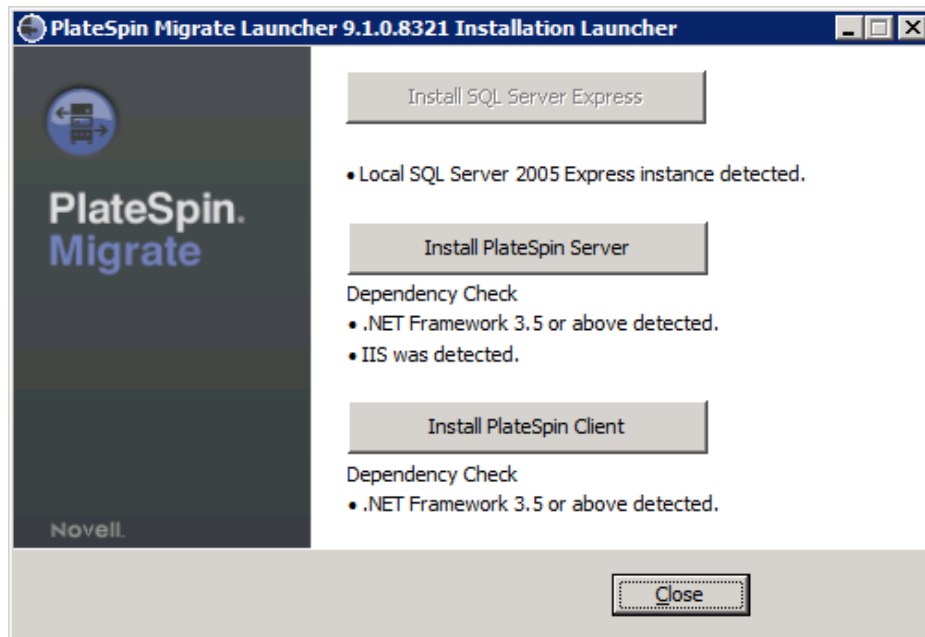 PlateSpin Migrate Launcher 9.1.0.8321 Installation Launcher
Install SQL Server Express
• Local SQL Server 2005 Express instance detected.
PlateSpin.
Migrate
Install PlateSpin Server
Dependency Check
• .NET Framework 3.5 or above detected.
• IIS was detected.
Install PlateSpin Client
Dependency Check
• .NET Framework 3.5 or above detected.
Novell.
Close